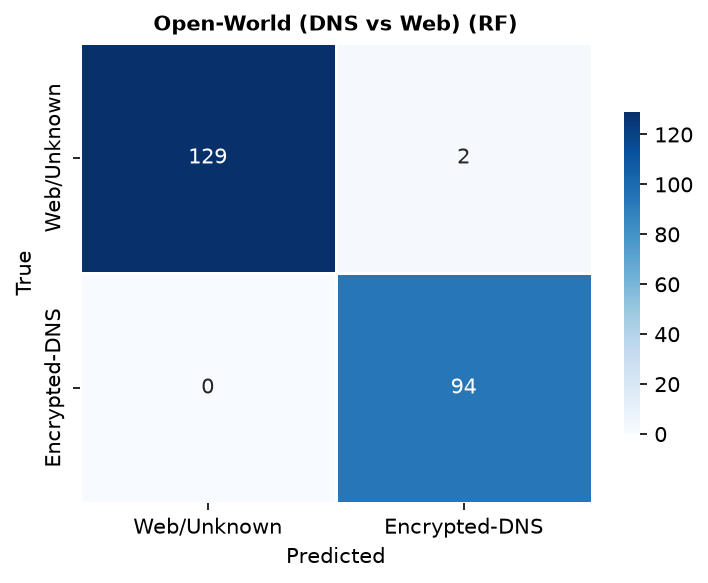 Open-World (DNS vs Web) (RF)
Web/Unknown
Encrypted-DNS
True
129
2
0
94
Web/Unknown
Encrypted-DNS
Predicted
120
100
80
60
40
20
0